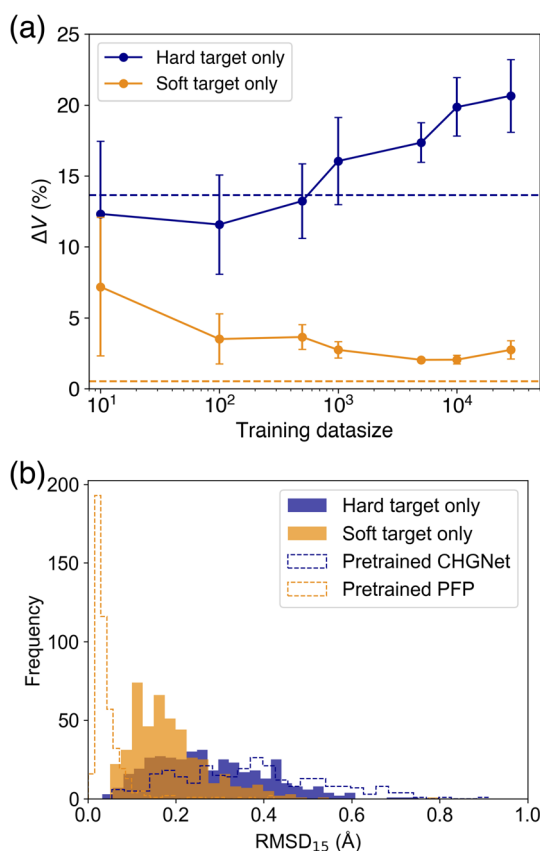 (a)
25
20
15
10
5
0
ΔV (%)
Hard target only
Soft target only
10¹
10²
10³
10⁴
Training datasize
(b)
200
150
100
50
0
Frequency
Hard target only
Soft target only
Pretrained CHGNet
Pretrained PFP
0.0
0.2
0.4
0.6
0.8
1.0
RMSD₁₅ (Å)